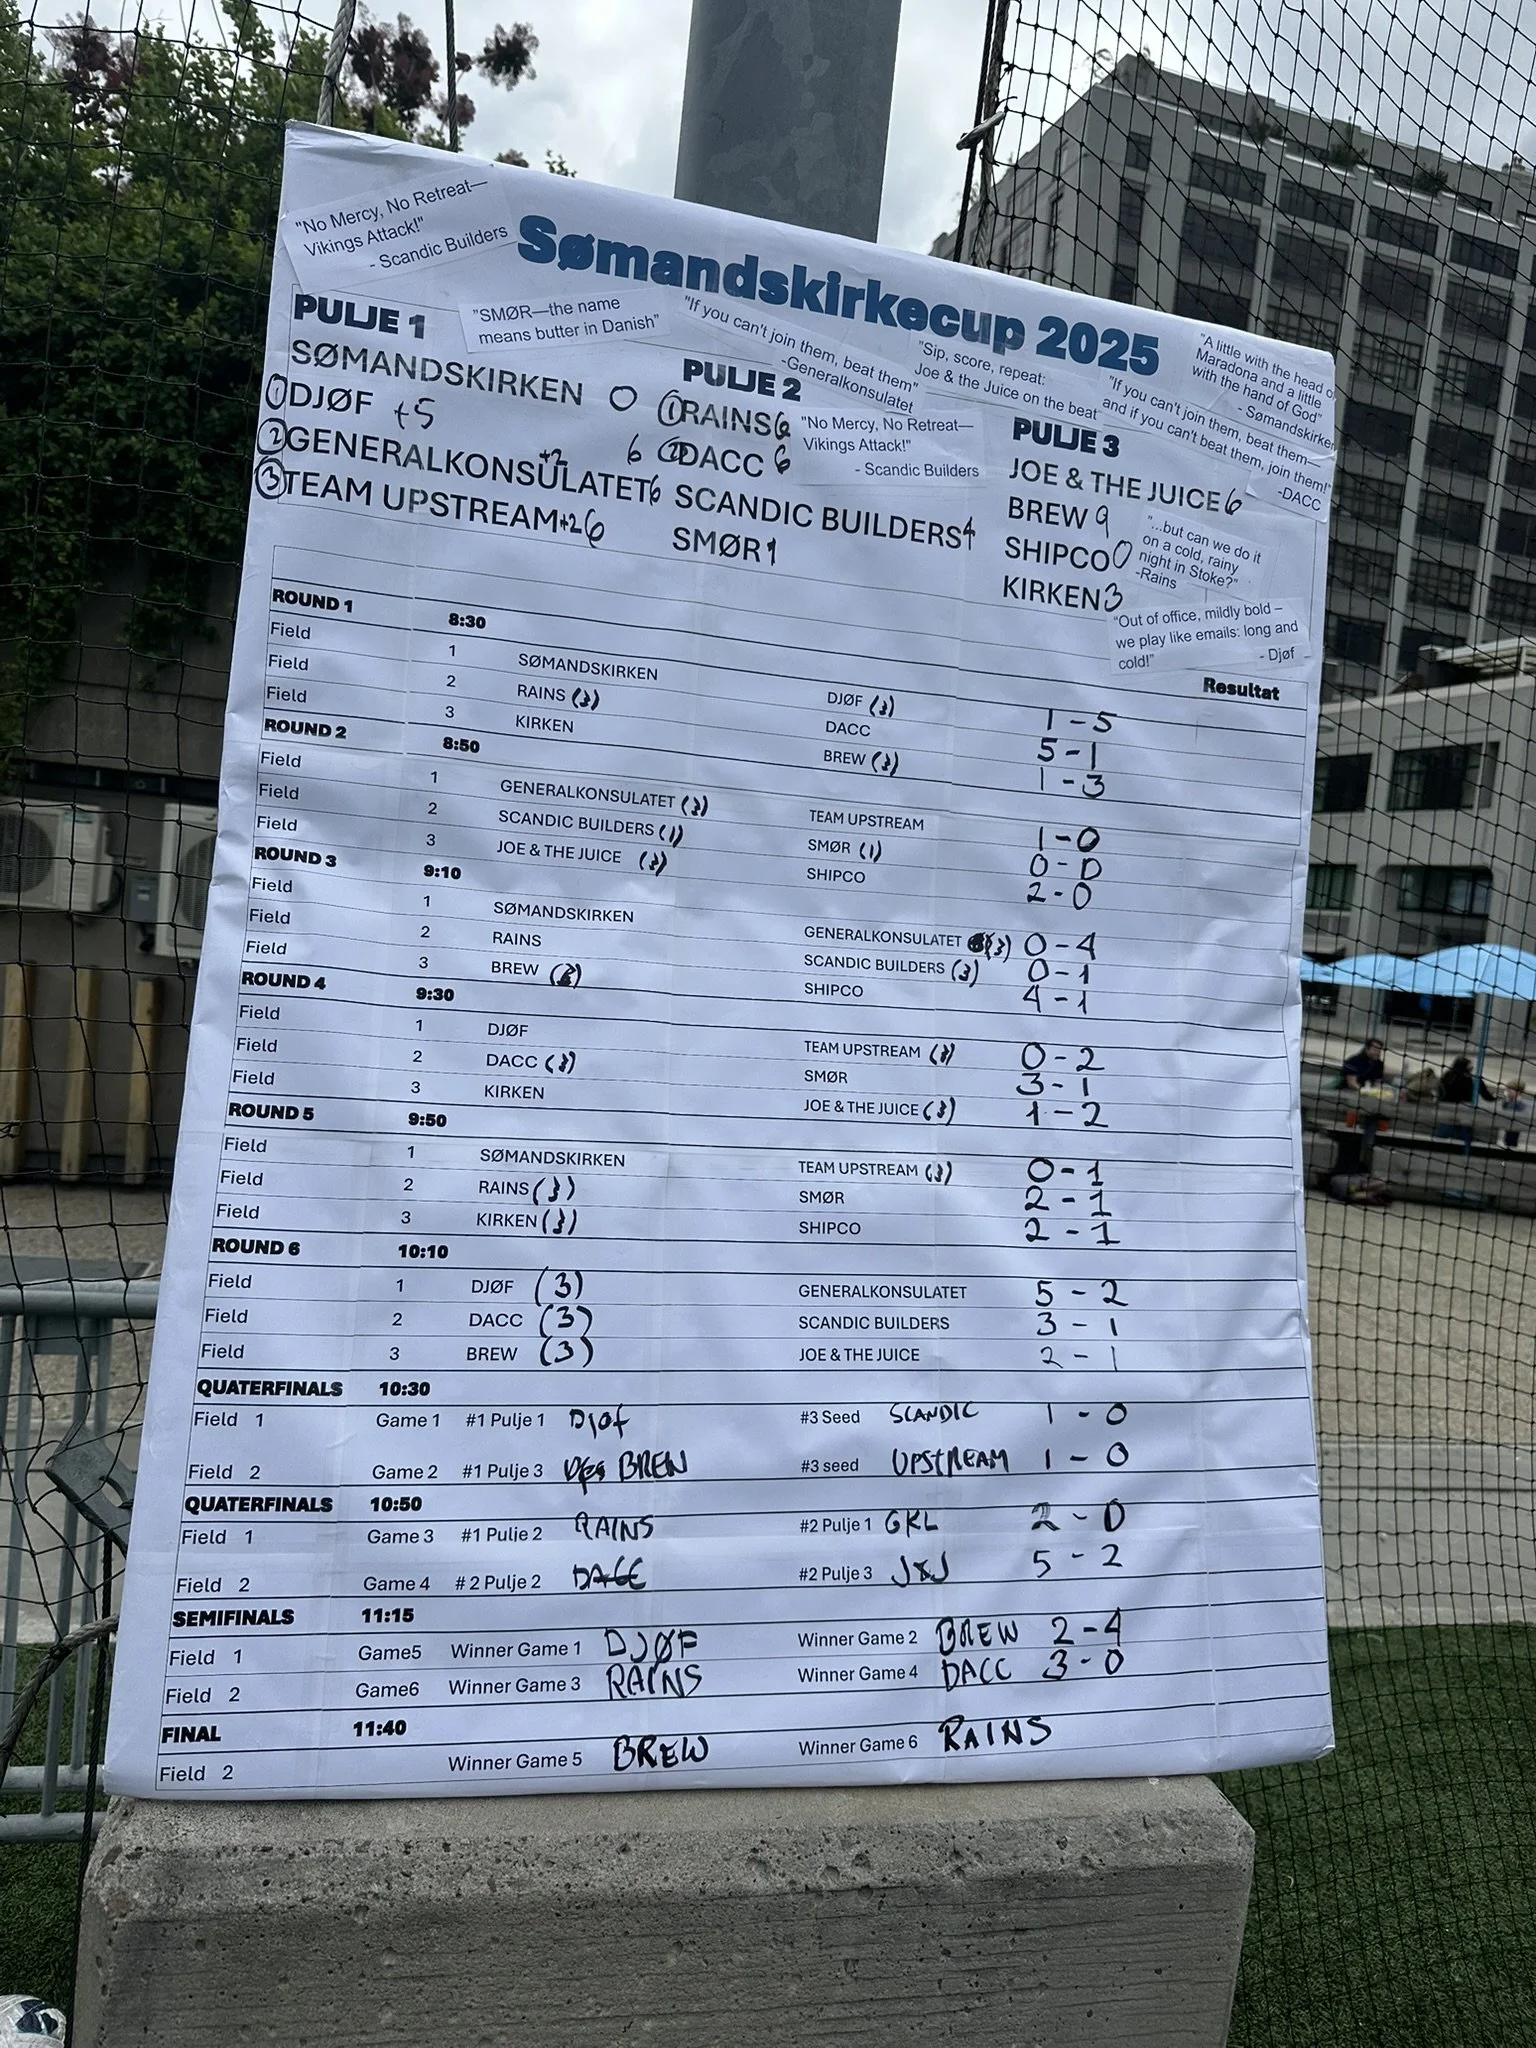 "No Mercy, No Retreat—
Vikings Attack!"
- Scandic Builders
Sømandskirkecup 2025
"SMØR—the name
means butter in Danish"
"If you can't join them, beat them"
-Generalkonsulatet
"Sip, score, repeat:
Joe & the Juice on the beat"
"A little with the head o
Maradona and a little
with the hand of God"
- Sømandskirken
"If you can't join them, beat them—
and if you can't beat them, join them!"
-DACC
"No Mercy, No Retreat—
Vikings Attack!"
- Scandic Builders
"...but can we do it
on a cold, rainy
night in Stoke?"
-Rains
"Out of office, mildly bold –
we play like emails: long and
cold!"
- Djøf
PULJE 1
SØMANDSKIRKEN 0
1 DJØF +5 6
2 GENERALKONSULATET +2 6
3 TEAM UPSTREAM +2 6
PULJE 2
1 RAINS 6
2 DACC 6
SCANDIC BUILDERS 4
SMØR 1
PULJE 3
JOE & THE JUICE 6
BREW 9
SHIPCO 0
KIRKEN 3
Resultat
ROUND 1 8:30
Field 1 SØMANDSKIRKEN DJØF (3) 1 - 5
Field 2 RAINS (3) DACC 5 - 1
Field 3 KIRKEN BREW (3) 1 - 3
ROUND 2 8:50
Field 1 GENERALKONSULATET (3) TEAM UPSTREAM 1 - 0
Field 2 SCANDIC BUILDERS (1) SMØR (1) 0 - 0
Field 3 JOE & THE JUICE (3) SHIPCO 2 - 0
ROUND 3 9:10
Field 1 SØMANDSKIRKEN GENERALKONSULATET (3) 0 - 4
Field 2 RAINS SCANDIC BUILDERS (3) 0 - 1
Field 3 BREW (3) SHIPCO 4 - 1
ROUND 4 9:30
Field 1 DJØF TEAM UPSTREAM (3) 0 - 2
Field 2 DACC (3) SMØR 3 - 1
Field 3 KIRKEN JOE & THE JUICE (3) 1 - 2
ROUND 5 9:50
Field 1 SØMANDSKIRKEN TEAM UPSTREAM (3) 0 - 1
Field 2 RAINS (3) SMØR 2 - 1
Field 3 KIRKEN (3) SHIPCO 2 - 1
ROUND 6 10:10
Field 1 DJØF (3) GENERALKONSULATET 5 - 2
Field 2 DACC (3) SCANDIC BUILDERS 3 - 1
Field 3 BREW (3) JOE & THE JUICE 2 - 1
QUATERFINALS 10:30
Field 1 Game 1 #1 Pulje 1 Djøf #3 Seed SCANDIC 1 - 0
Field 2 Game 2 #1 Pulje 3 BREW #3 seed UPSTREAM 1 - 0
QUATERFINALS 10:50
Field 1 Game 3 #1 Pulje 2 RAINS #2 Pulje 1 GKL 2 - 0
Field 2 Game 4 # 2 Pulje 2 DACC #2 Pulje 3 J&J 5 - 2
SEMIFINALS 11:15
Field 1 Game5 Winner Game 1 DJØF Winner Game 2 BREW 2 - 4
Field 2 Game6 Winner Game 3 RAINS Winner Game 4 DACC 3 - 0
FINAL 11:40
Field 2 Winner Game 5 BREW Winner Game 6 RAINS